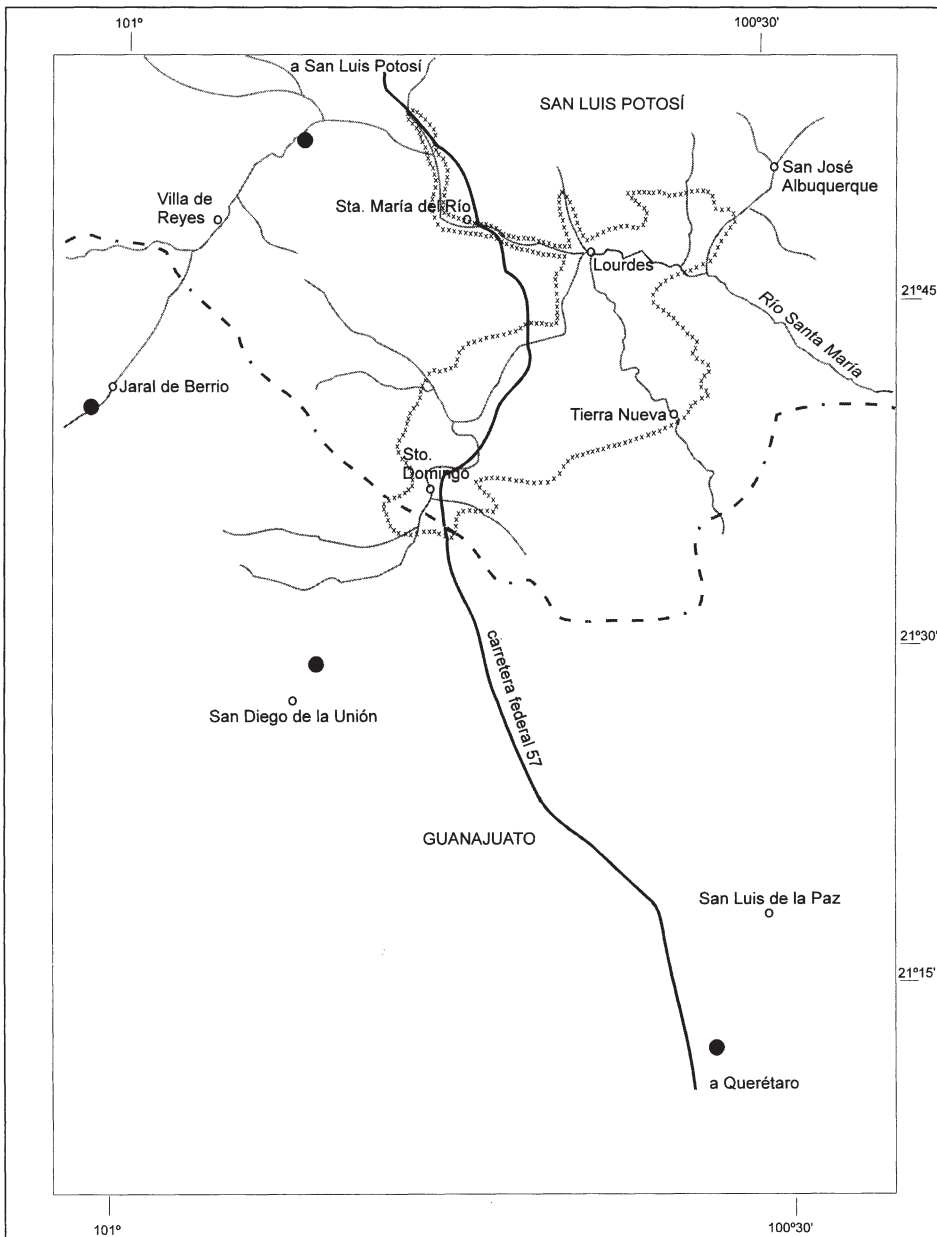 101º
100º30'
a San Luis Potosí
SAN LUIS POTOSÍ
San José
Albuquerque
Villa de
Reyes
Sta. María del Río
Lourdes
21º45'
Río Santa María
Jaral de Berrio
Tierra Nueva
Sto.
Domingo
21º30'
carretera federal 57
San Diego de la Unión
GUANAJUATO
San Luis de la Paz
21º15'
a Querétaro
101º
100º30'